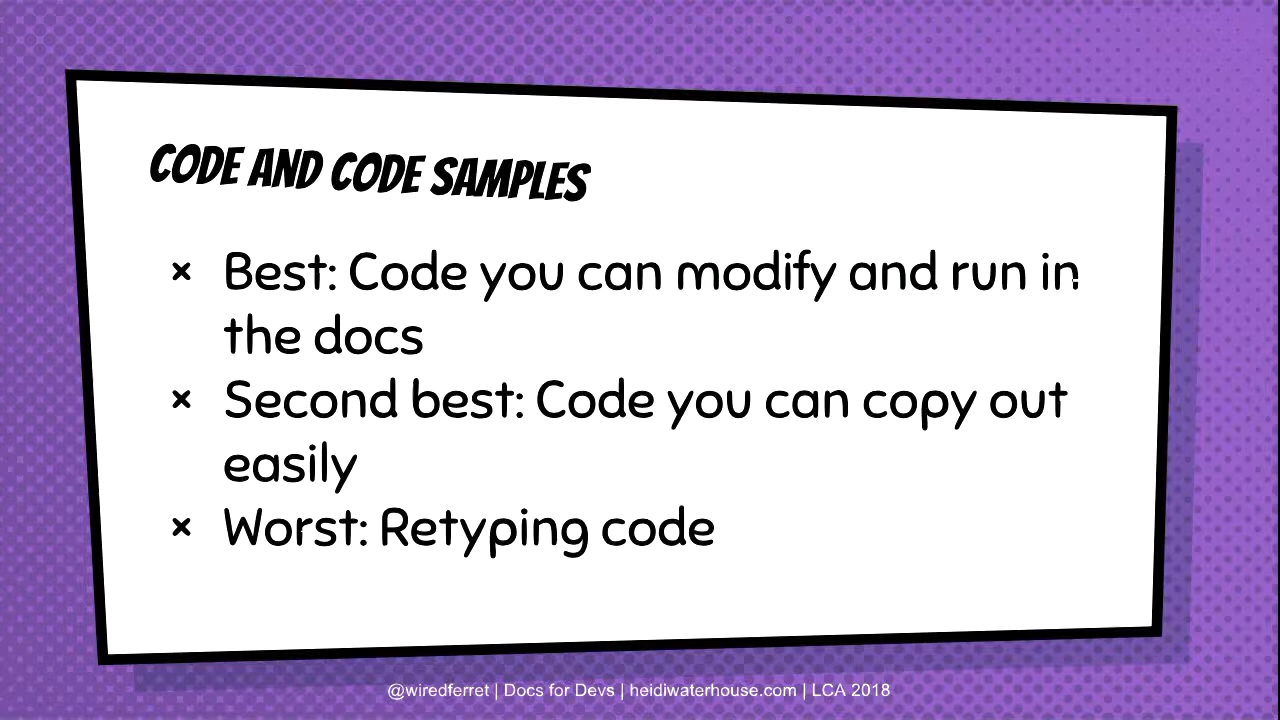 CODE AND CODE SAMPLES
× Best: Code you can modify and run in
the docs
× Second best: Code you can copy out
easily
× Worst: Retyping code
@wiredferret | Docs for Devs | heidiwaterhouse.com | LCA 2018